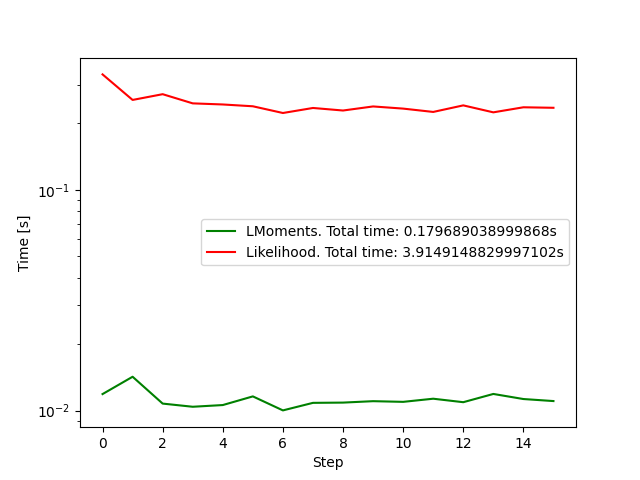 Time [s]
10⁻¹
10⁻²
LMoments. Total time: 0.179689038999868s
Likelihood. Total time: 3.9149148829997102s
0 2 4 6 8 10 12 14
Step